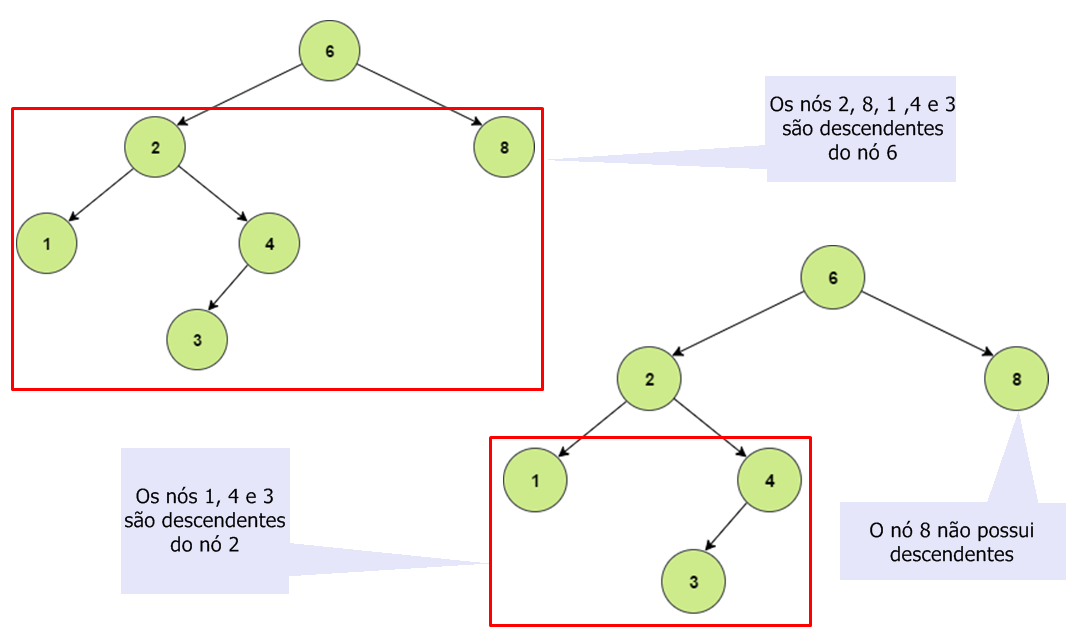 6
2
8
1
4
3
Os nós 2, 8, 1 ,4 e 3
são descendentes
do nó 6
6
2
8
1
4
3
Os nós 1, 4 e 3
são descendentes
do nó 2
O nó 8 não possui
descendentes